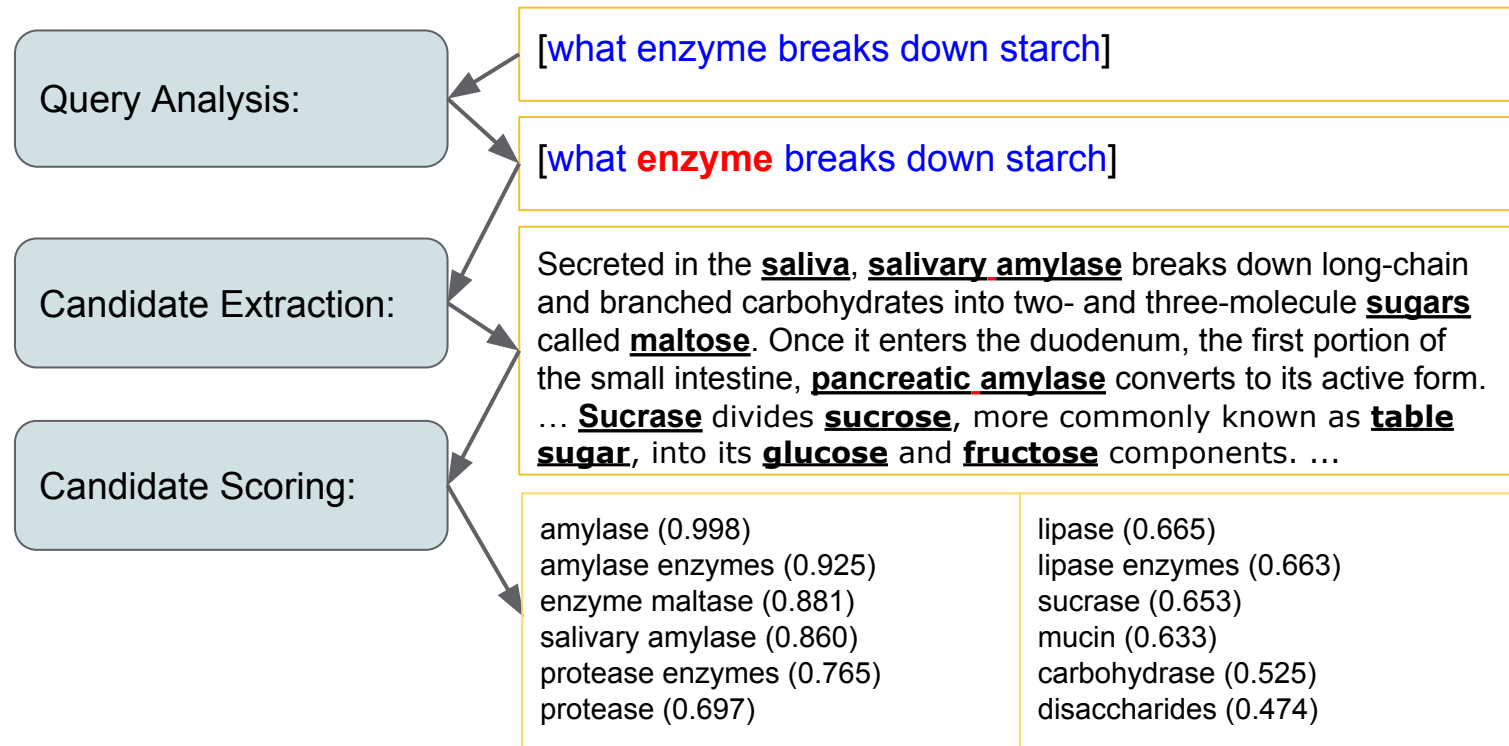 Query Analysis:
[what enzyme breaks down starch]
[what enzyme breaks down starch]
Candidate Extraction:
Secreted in the saliva, salivary amylase breaks down long-chain
and branched carbohydrates into two- and three-molecule sugars
called maltose. Once it enters the duodenum, the first portion of
the small intestine, pancreatic amylase converts to its active form.
… Sucrase divides sucrose, more commonly known as table
sugar, into its glucose and fructose components. …
Candidate Scoring:
amylase (0.998)
amylase enzymes (0.925)
enzyme maltase (0.881)
salivary amylase (0.860)
protease enzymes (0.765)
protease (0.697)
lipase (0.665)
lipase enzymes (0.663)
sucrase (0.653)
mucin (0.633)
carbohydrase (0.525)
disaccharides (0.474)